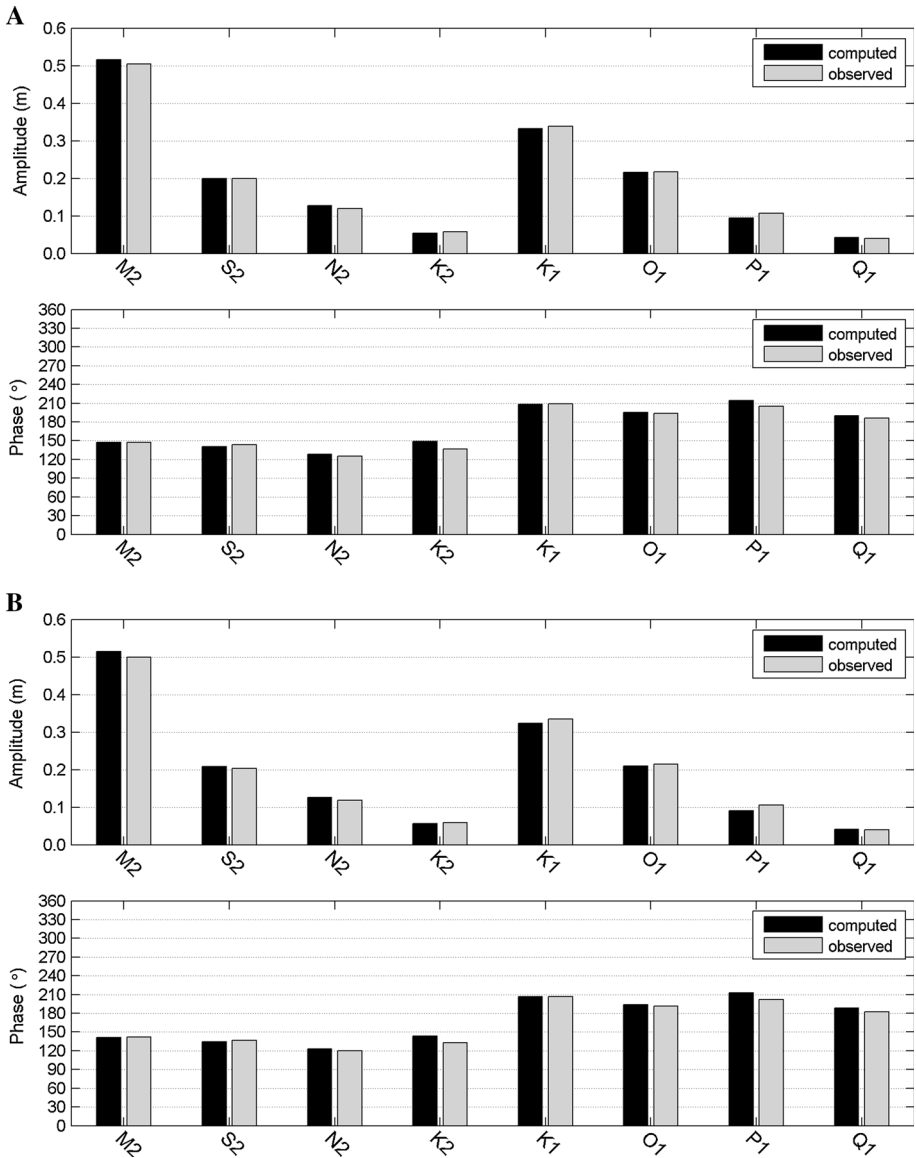 A
0.6
0.5
0.4
0.3
0.2
0.1
0.0
Amplitude (m)
computed
observed
M2 S2 N2 K2 K1 O1 P1 Q1
360
330
300
270
240
210
180
150
120
90
60
30
0
Phase (°)
computed
observed
M2 S2 N2 K2 K1 O1 P1 Q1
B
0.6
0.5
0.4
0.3
0.2
0.1
0.0
Amplitude (m)
computed
observed
M2 S2 N2 K2 K1 O1 P1 Q1
360
330
300
270
240
210
180
150
120
90
60
30
0
Phase (°)
computed
observed
M2 S2 N2 K2 K1 O1 P1 Q1